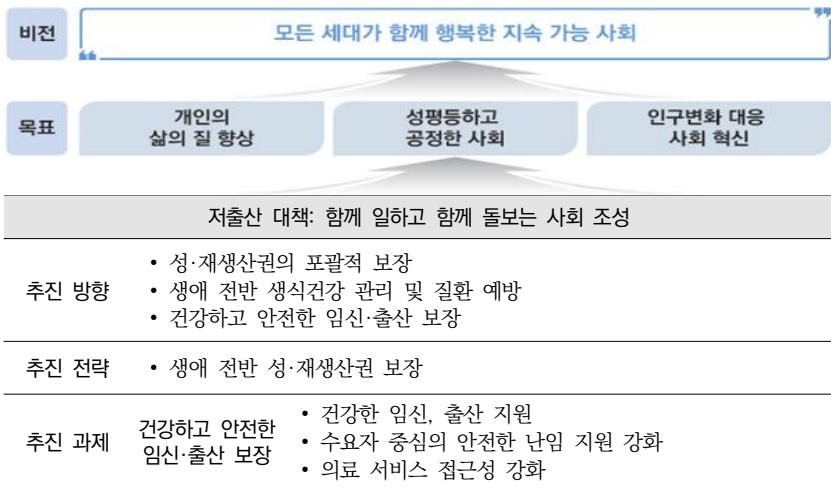 비전
모든 세대가 함께 행복한 지속 가능 사회
목표
개인의
삶의 질 향상
성평등하고
공정한 사회
인구변화 대응
사회 혁신
저출산 대책: 함께 일하고 함께 돌보는 사회 조성
추진 방향
• 성·재생산권의 포괄적 보장
• 생애 전반 생식건강 관리 및 질환 예방
• 건강하고 안전한 임신·출산 보장
추진 전략
• 생애 전반 성·재생산권 보장
추진 과제
건강하고 안전한
임신·출산 보장
• 건강한 임신, 출산 지원
• 수요자 중심의 안전한 난임 지원 강화
• 의료 서비스 접근성 강화